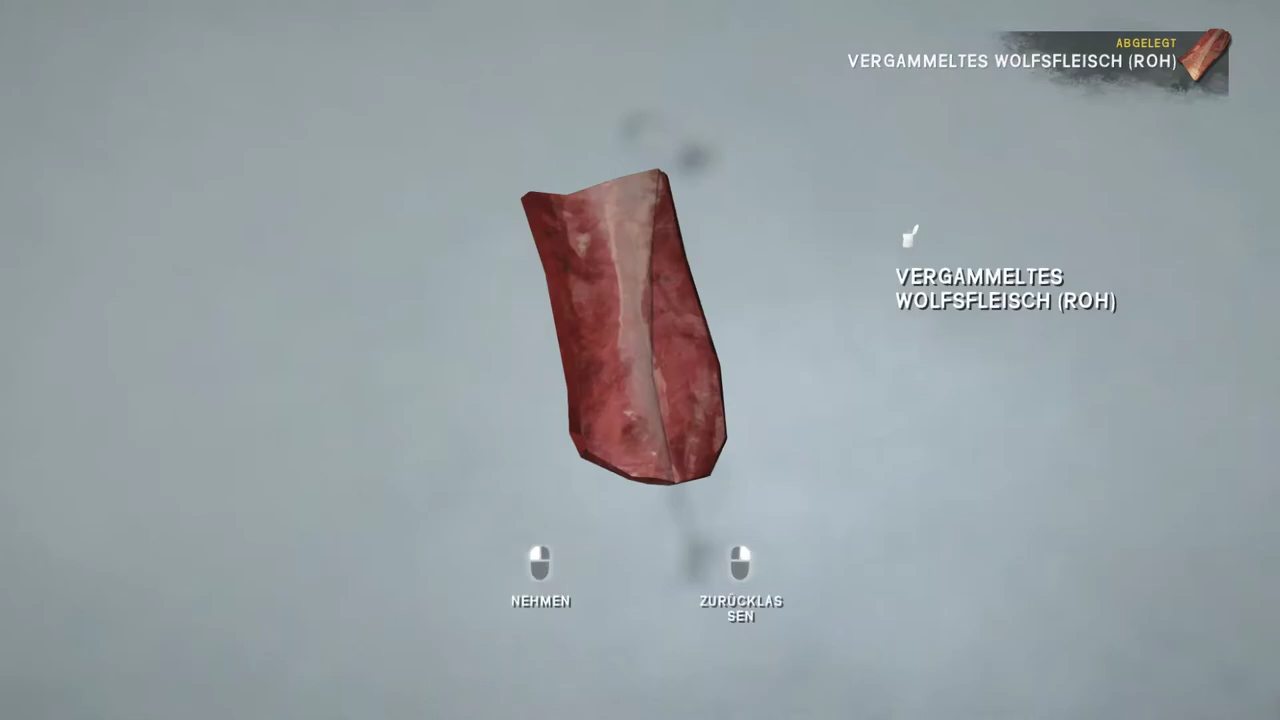 ABGELEGT
VERGAMMELTES WOLFSFLEISCH (ROH)
VERGAMMELTES
WOLFSFLEISCH (ROH)
NEHMEN
ZURÜCKLAS
SEN